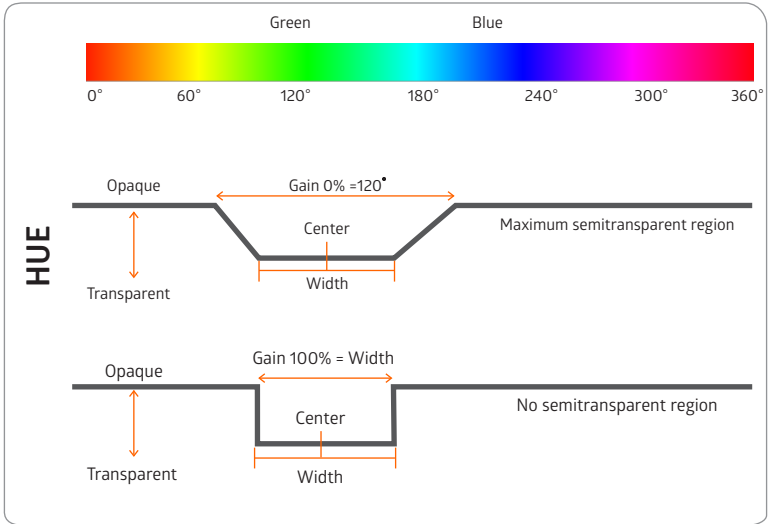 Green Blue
0° 60° 120° 180° 240° 300° 360°
HUE
Opaque Gain 0% =120°
Center Maximum semitransparent region
Transparent Width
Gain 100% = Width
Opaque
Center No semitransparent region
Transparent Width